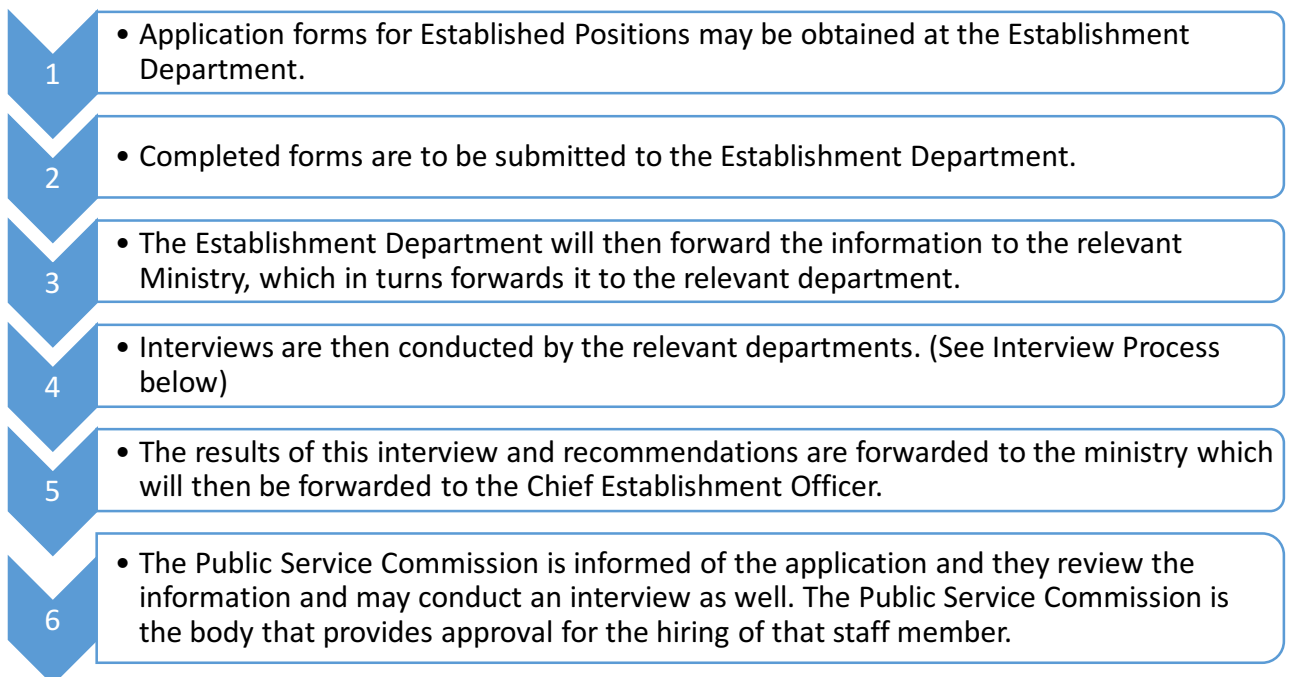 1
• Application forms for Established Positions may be obtained at the Establishment
Department.
2
• Completed forms are to be submitted to the Establishment Department.
3
• The Establishment Department will then forward the information to the relevant
Ministry, which in turns forwards it to the relevant department.
4
• Interviews are then conducted by the relevant departments. (See Interview Process
below)
5
• The results of this interview and recommendations are forwarded to the ministry which
will then be forwarded to the Chief Establishment Officer.
6
• The Public Service Commission is informed of the application and they review the
information and may conduct an interview as well. The Public Service Commission is
the body that provides approval for the hiring of that staff member.